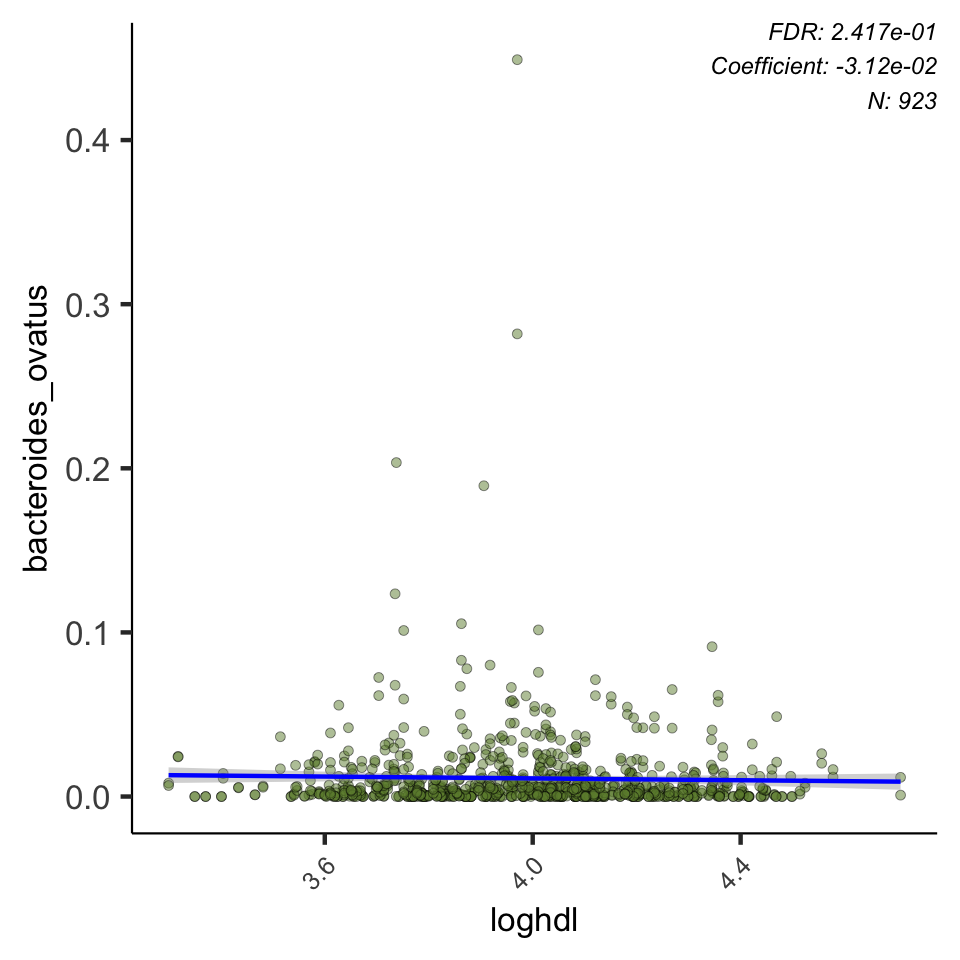 FDR: 2.417e-01
Coefficient: -3.12e-02
N: 923
bacteroides_ovatus
0.4
0.3
0.2
0.1
0.0
3.6
4.0
4.4
loghdl